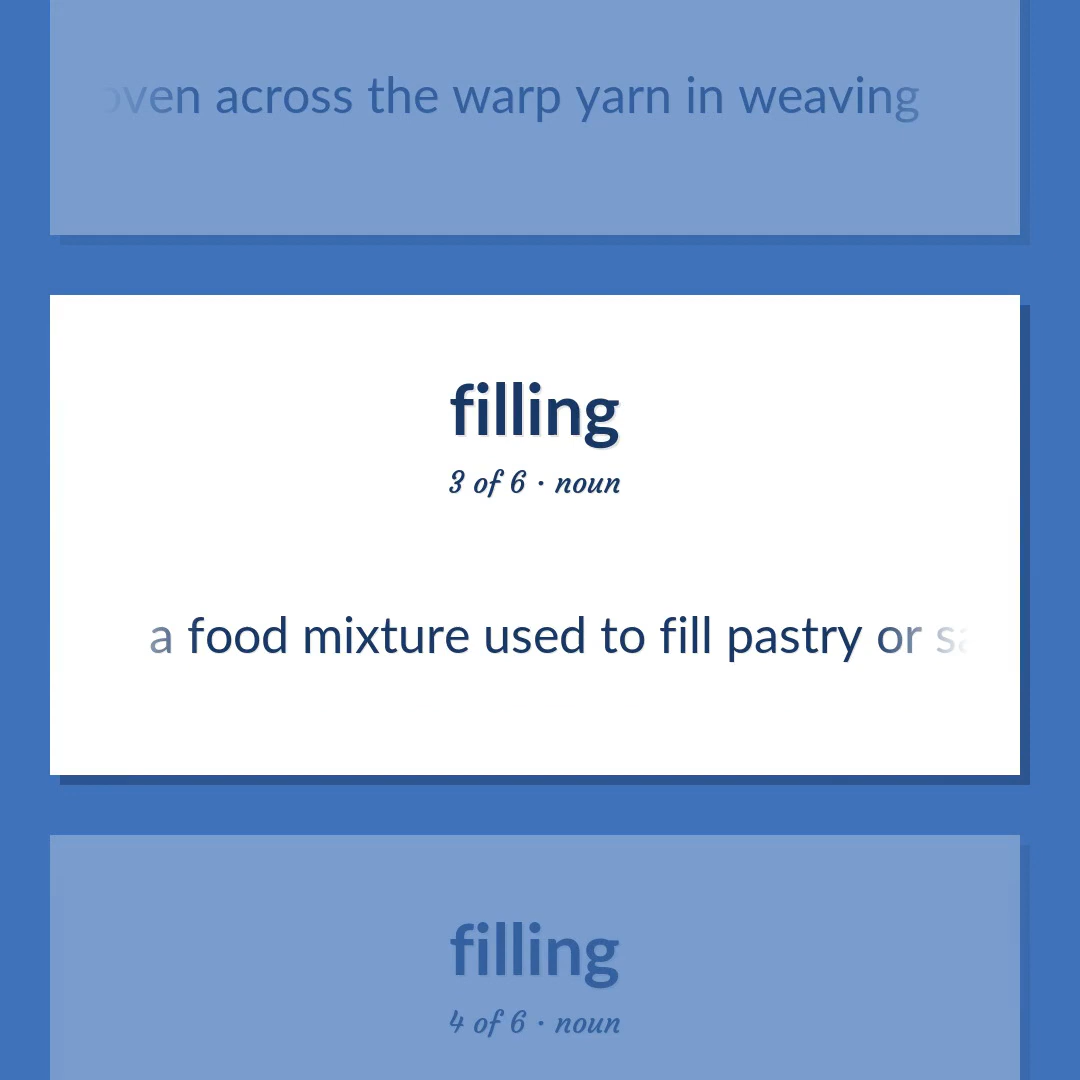 across the warp yarn in weaving
filling
3 of 6 · noun
a food mixture used to fill pastry or
filling
4 of 6 · noun